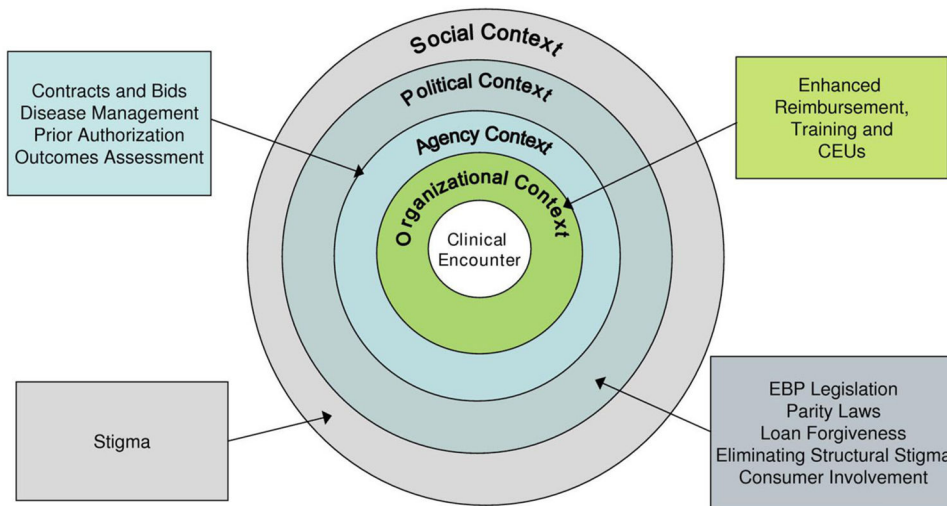 Social Context
Political Context
Agency Context
Organizational Context
Clinical
Encounter
Contracts and Bids
Disease Management
Prior Authorization
Outcomes Assessment
Enhanced
Reimbursement,
Training and
CEUs
Stigma
EBP Legislation
Parity Laws
Loan Forgiveness
Eliminating Structural Stigma
Consumer Involvement